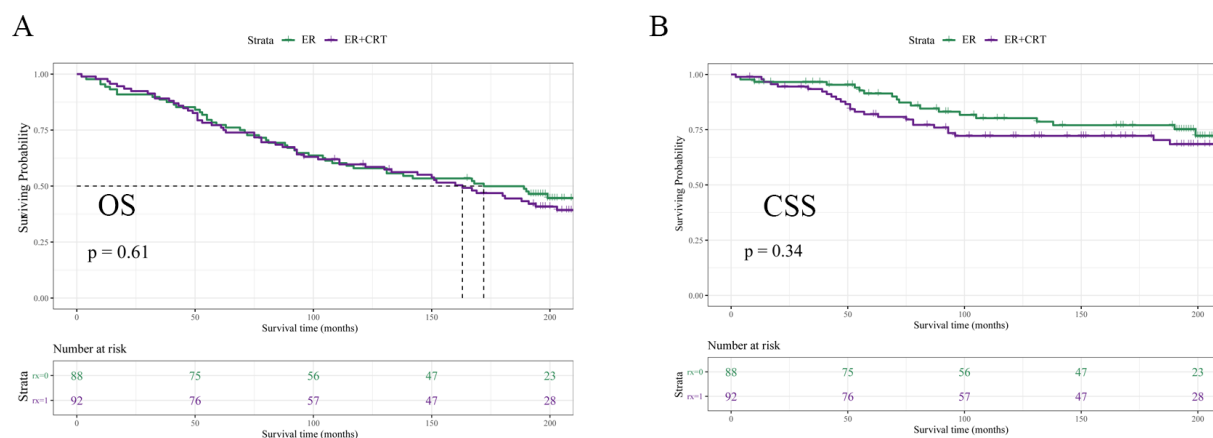 A
Strata ER ER+CRT
Surviving Probability
1.00
0.75
0.50
0.25
0.00
OS
p = 0.61
0 50 100 150 200
Survival time (months)
Number at risk
Strata
rx=0 88 75 56 47 23
rx=1 92 76 57 47 28
0 50 100 150 200
Survival time (months)
B
Strata ER ER+CRT
Surviving Probability
1.00
0.75
0.50
0.25
0.00
CSS
p = 0.34
0 50 100 150 200
Survival time (months)
Number at risk
Strata
rx=0 88 75 56 47 23
rx=1 92 76 57 47 28
0 50 100 150 200
Survival time (months)